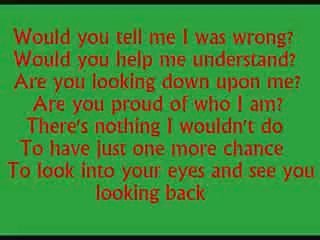 Would you tell me I was wrong?
Would you help me understand?
Are you looking down upon me?
Are you proud of who I am?
There's nothing I wouldn't do
To have just one more chance
To look into your eyes and see you
looking back